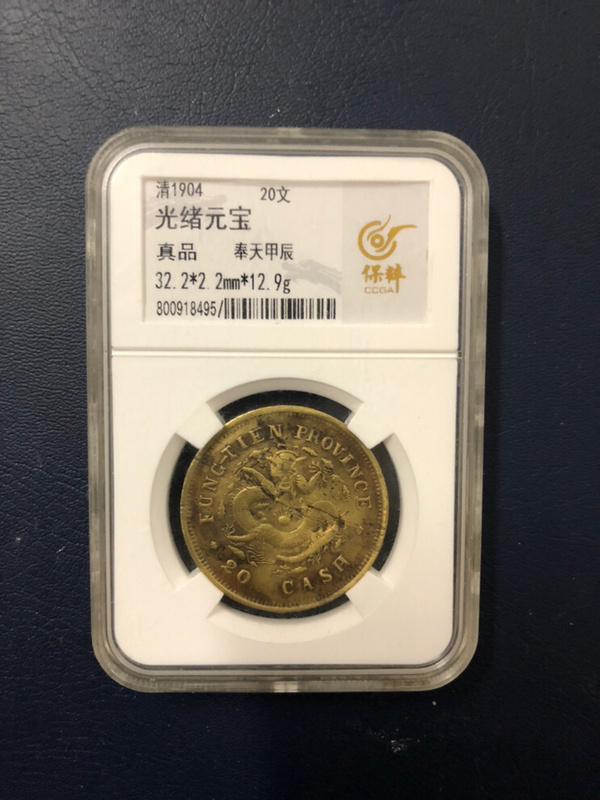 清1904 20文
光绪元宝
真品 奉天甲辰
32.2*2.2mm*12.9g
800918495/
保粹
CCGA
FUNG-TIEN PROVINCE
20 CASH